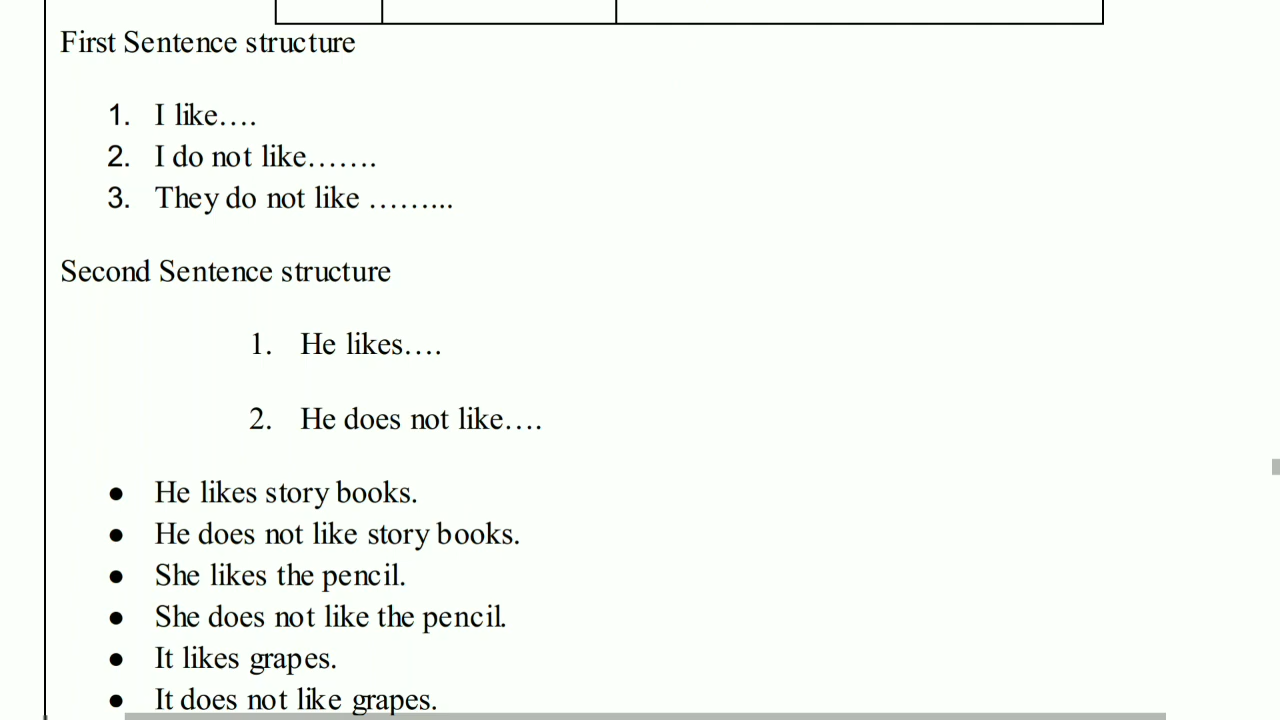 First Sentence structure
1. I like….
2. I do not like…….
3. They do not like ……...
Second Sentence structure
1. He likes….
2. He does not like….
● He likes story books.
● He does not like story books.
● She likes the pencil.
● She does not like the pencil.
● It likes grapes.
● It does not like grapes.